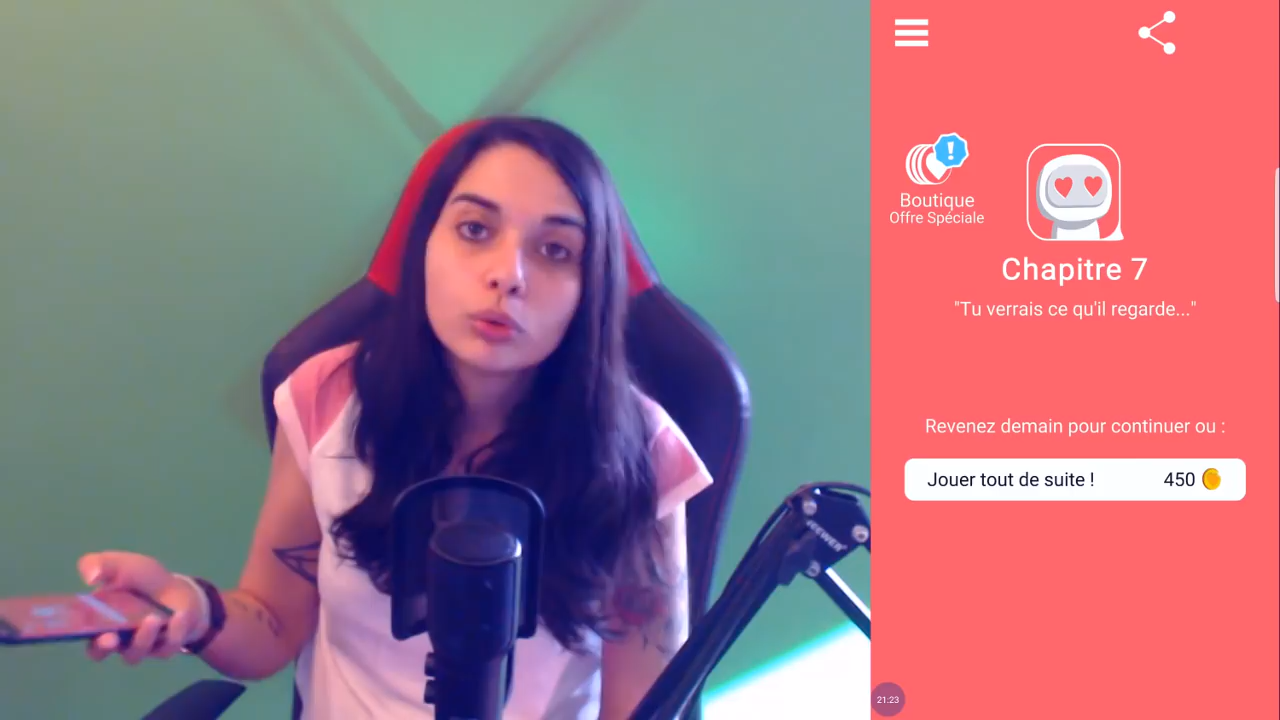 Boutique
Offre Spéciale
Chapitre 7
"Tu verrais ce qu'il regarde..."
Revenez demain pour continuer ou :
Jouer tout de suite ! 450
NEEWER
21:23